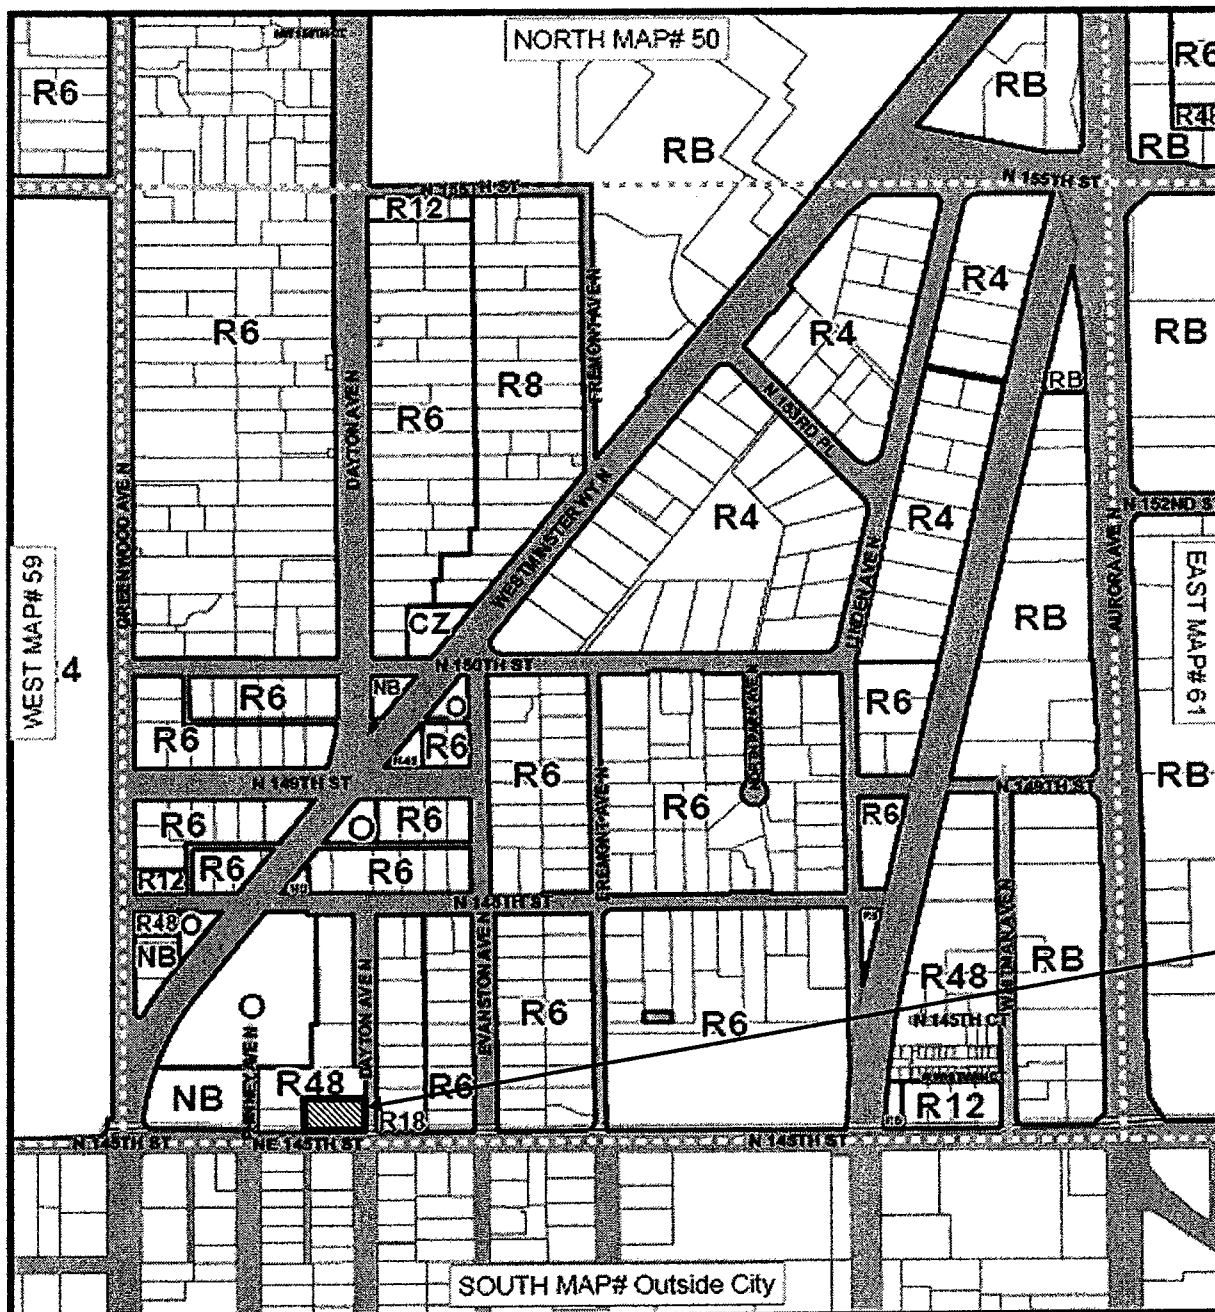 NORTH MAP# 50
R6
R6
R48
RB
RB
RB
N 155TH ST
N 155TH ST
R12
R4
R4
R6
R6
R8
RB
RB
FREMONT AVE N
DAYTON AVE N
GREENWOOD AVE N
N 153RD PL
WESTMINSTER WY N
R4
R4
LINDEN AVE N
AURORA AVE N
N 152ND ST
WEST MAP# 59
EAST MAP# 61
4
CZ
RB
N 150TH ST
R6
NB
O
R6
R6
R6
R6
R6
RB
N 149TH ST
N 149TH ST
FREMONT AVE N
R6
O
R6
R6
R12
R6
R6
N 148TH ST
R48
O
NB
EVANSTON AVE N
DAYTON AVE N
WHITMAN AVE N
RB
R48
O
R6
R6
N 145TH CT
R48
R6
NB
R18
R12
N 145TH ST
NE 145TH ST
N 145TH ST
SOUTH MAP# Outside City